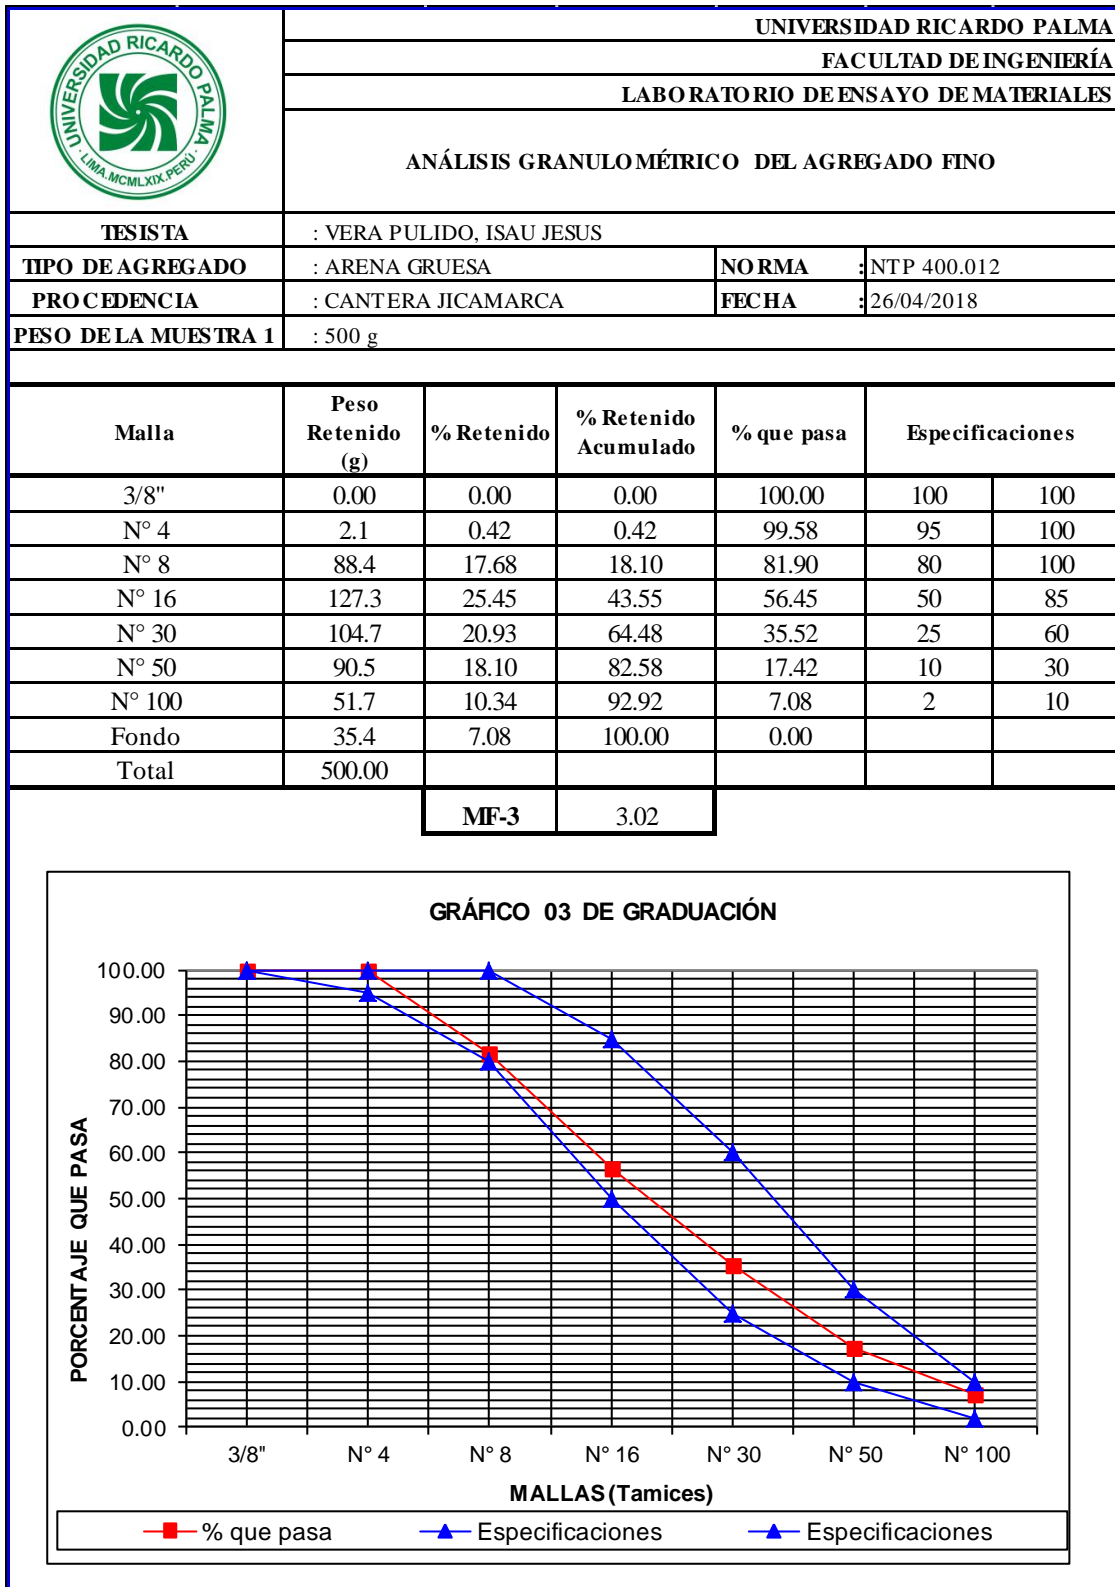 UNIVERSIDAD RICARDO PALMA
LIMA.MCMLXIX.PERÚ
UNIVERSIDAD RICARDO PALMA
FACULTAD DE INGENIERÍA
LABORATORIO DE ENSAYO DE MATERIALES
ANÁLISIS GRANULOMÉTRICO DEL AGREGADO FINO
TESISTA : VERA PULIDO, ISAU JESUS
TIPO DE AGREGADO : ARENA GRUESA NORMA : NTP 400.012
PROCEDENCIA : CANTERA JICAMARCA FECHA : 26/04/2018
PESO DE LA MUESTRA 1 : 500 g
Malla Peso Retenido (g) % Retenido % Retenido Acumulado % que pasa Especificaciones
3/8" 0.00 0.00 0.00 100.00 100 100
N° 4 2.1 0.42 0.42 99.58 95 100
N° 8 88.4 17.68 18.10 81.90 80 100
N° 16 127.3 25.45 43.55 56.45 50 85
N° 30 104.7 20.93 64.48 35.52 25 60
N° 50 90.5 18.10 82.58 17.42 10 30
N° 100 51.7 10.34 92.92 7.08 2 10
Fondo 35.4 7.08 100.00 0.00
Total 500.00
MF-3 3.02
GRÁFICO 03 DE GRADUACIÓN
PORCENTAJE QUE PASA
100.00
90.00
80.00
70.00
60.00
50.00
40.00
30.00
20.00
10.00
0.00
3/8" N° 4 N° 8 N° 16 N° 30 N° 50 N° 100
MALLAS (Tamices)
% que pasa Especificaciones Especificaciones